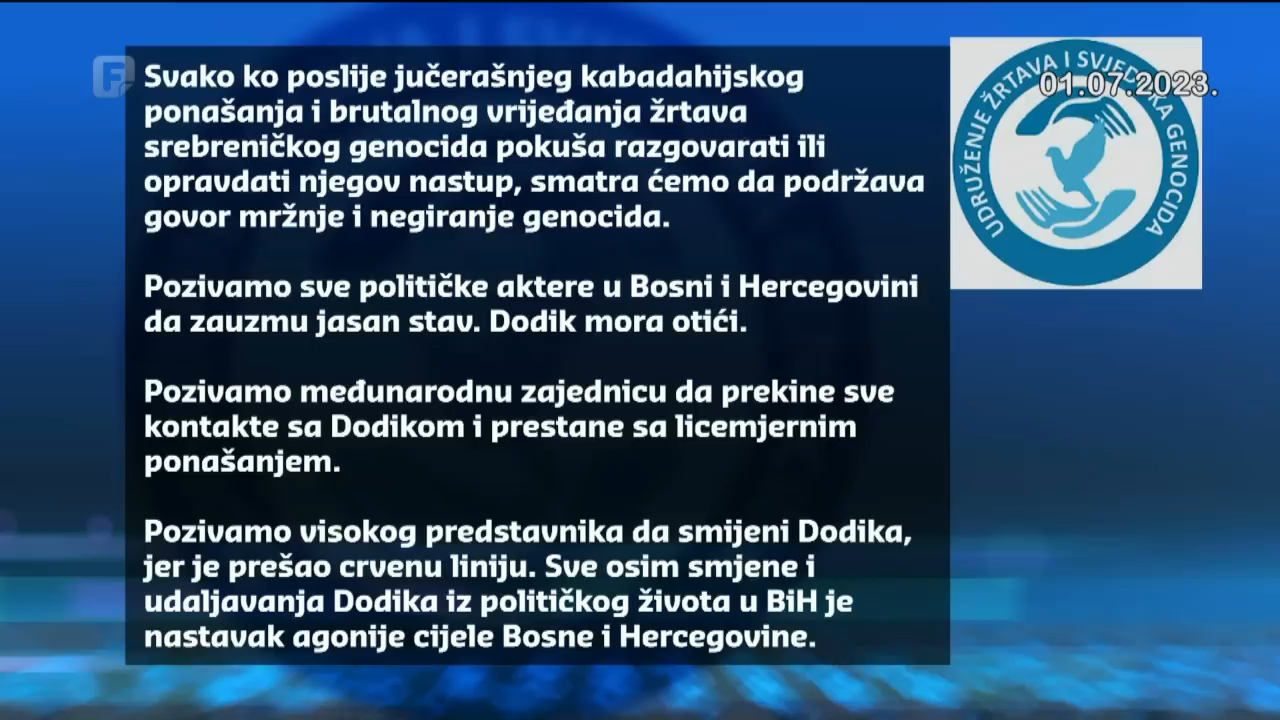 F
Svako ko poslije jučerašnjeg kabadahijskog
ponašanja i brutalnog vrijeđanja žrtava
srebreničkog genocida pokuša razgovarati ili
opravdati njegov nastup, smatra ćemo da podržava
govor mržnje i negiranje genocida.
Pozivamo sve političke aktere u Bosni i Hercegovini
da zauzmu jasan stav. Dodik mora otići.
Pozivamo međunarodnu zajednicu da prekine sve
kontakte sa Dodikom i prestane sa licemjernim
ponašanjem.
Pozivamo visokog predstavnika da smijeni Dodika,
jer je prešao crvenu liniju. Sve osim smjene i
udaljavanja Dodika iz političkog života u BiH je
nastavak agonije cijele Bosne i Hercegovine.
01.07.2023.
UDRUŽENJE ŽRTAVA I GENOCIDA